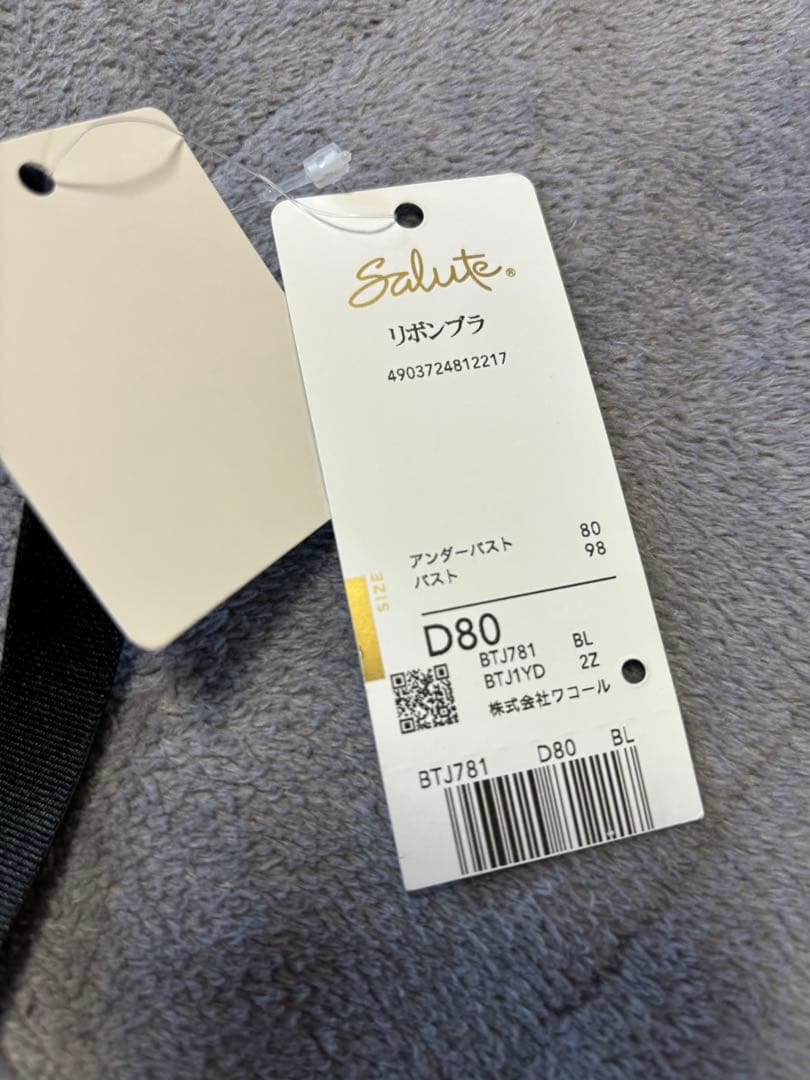 Salute®
リボンブラ
4903724812217
アンダーバスト 80
バスト 98
SIZE
D80
BTJ781 BL
BTJ1YD 2Z
株式会社ワコール
BTJ781 D80 BL